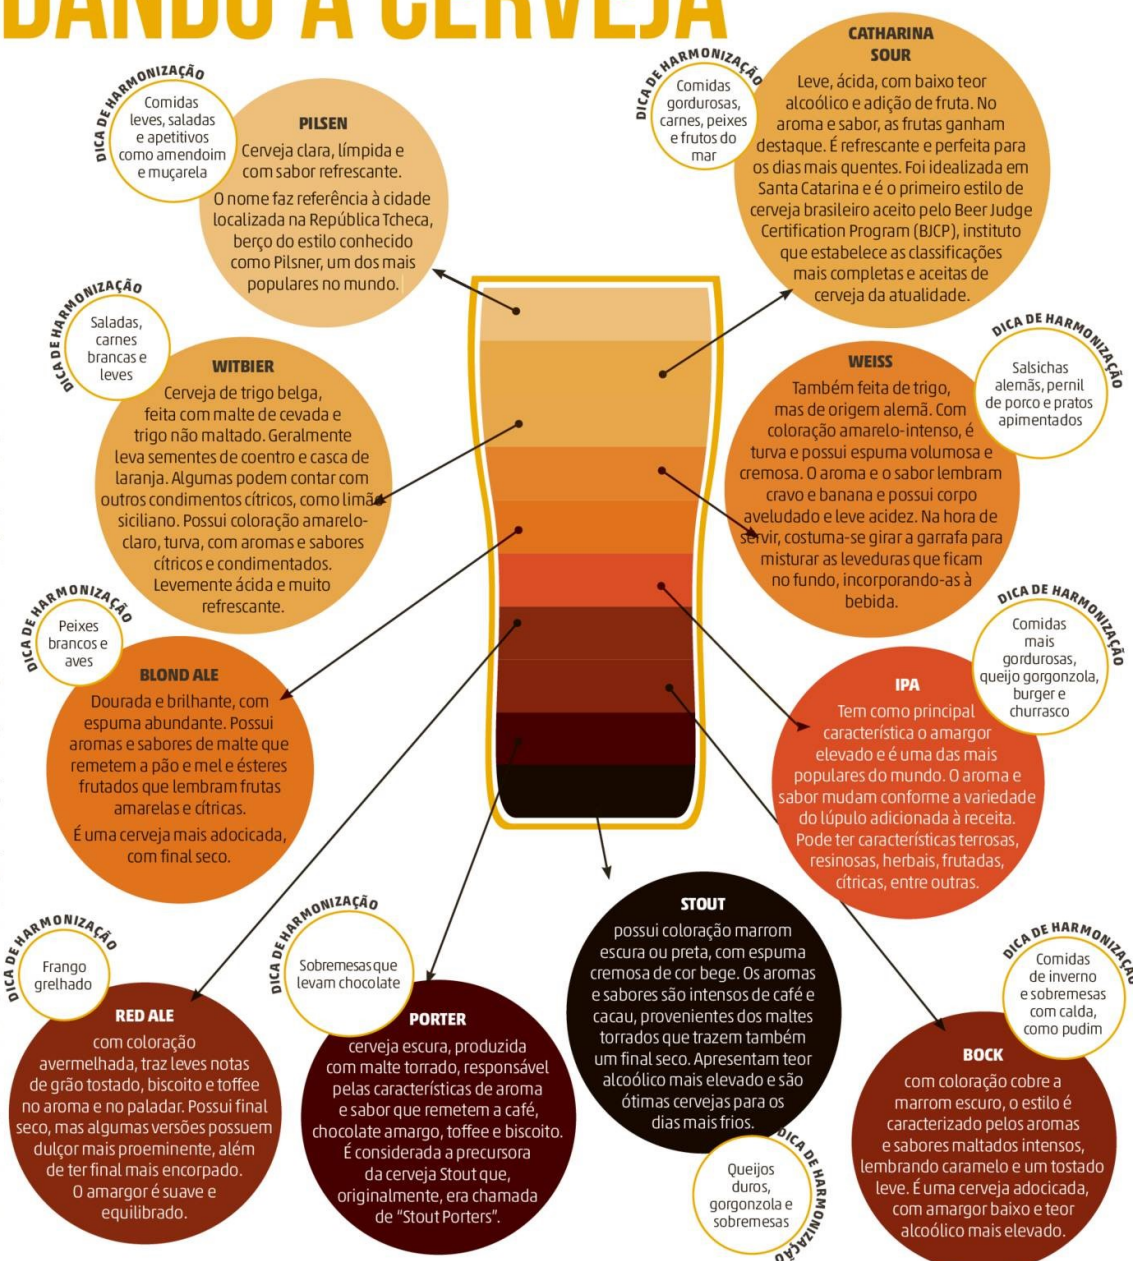 DANDO A CERVEJA
DICA DE HARMONIZAÇÃO
Comidas
leves, saladas
e apetitivos
como amendoim
e muçarela
PILSEN
Cerveja clara, límpida e
com sabor refrescante.
O nome faz referência à cidade
localizada na República Tcheca,
berço do estilo conhecido
como Pilsner, um dos mais
populares no mundo.
DICA DE HARMONIZAÇÃO
Comidas
gordurosas,
carnes, peixes
e frutos do
mar
CATHARINA
SOUR
Leve, ácida, com baixo teor
alcoólico e adição de fruta. No
aroma e sabor, as frutas ganham
destaque. É refrescante e perfeita para
os dias mais quentes. Foi idealizada em
Santa Catarina e é o primeiro estilo de
cerveja brasileiro aceito pelo Beer Judge
Certification Program (BJCP), instituto
que estabelece as classificações
mais completas e aceitas de
cerveja da atualidade.
DICA DE HARMONIZAÇÃO
Saladas,
carnes
brancas e
leves
WITBIER
Cerveja de trigo belga,
feita com malte de cevada e
trigo não maltado. Geralmente
leva sementes de coentro e casca de
laranja. Algumas podem contar com
outros condimentos cítricos, como limão
siciliano. Possui coloração amarelo-
claro, turva, com aromas e sabores
cítricos e condimentados.
Levemente ácida e muito
refrescante.
DICA DE HARMONIZAÇÃO
Salsichas
alemãs, pernil
de porco e pratos
apimentados
WEISS
Também feita de trigo,
mas de origem alemã. Com
coloração amarelo-intenso, é
turva e possui espuma volumosa e
cremosa. O aroma e o sabor lembram
cravo e banana e possui corpo
aveludado e leve acidez. Na hora de
servir, costuma-se girar a garrafa para
misturar as leveduras que ficam
no fundo, incorporando-as à
bebida.
DICA DE HARMONIZAÇÃO
Peixes
brancos e
aves
BLOND ALE
Dourada e brilhante, com
espuma abundante. Possui
aromas e sabores de malte que
remetem a pão e mel e ésteres
frutados que lembram frutas
amarelas e cítricas.
É uma cerveja mais adocicada,
com final seco.
DICA DE HARMONIZAÇÃO
Comidas
mais
gordurosas,
queijo gorgonzola,
burger e
churrasco
IPA
Tem como principal
característica o amargor
elevado e é uma das mais
populares do mundo. O aroma e
sabor mudam conforme a variedade
do lúpulo adicionada à receita.
Pode ter características terrosas,
resinosas, herbais, frutadas,
cítricas, entre outras.
DICA DE HARMONIZAÇÃO
Frango
grelhado
RED ALE
com coloração
avermelhada, traz leves notas
de grão tostado, biscoito e toffee
no aroma e no paladar. Possui final
seco, mas algumas versões possuem
dulçor mais proeminente, além
de ter final mais encorpado.
O amargor é suave e
equilibrado.
DICA DE HARMONIZAÇÃO
Sobremesas que
levam chocolate
PORTER
cerveja escura, produzida
com malte torrado, responsável
pelas características de aroma
e sabor que remetem a café,
chocolate amargo, toffee e biscoito.
É considerada a precursora
da cerveja Stout que,
originalmente, era chamada
de “Stout Porters”.
STOUT
possui coloração marrom
escura ou preta, com espuma
cremosa de cor bege. Os aromas
e sabores são intensos de café e
cacau, provenientes dos maltes
torrados que trazem também
um final seco. Apresentam teor
alcoólico mais elevado e são
ótimas cervejas para os
dias mais frios.
DICA DE HARMONIZAÇÃO
Queijos
duros,
gorgonzola e
sobremesas
DICA DE HARMONIZAÇÃO
Comidas
de inverno
e sobremesas
com calda,
como pudim
BOCK
com coloração cobre a
marrom escuro, o estilo é
caracterizado pelos aromas
e sabores maltados intensos,
lembrando caramelo e um tostado
leve. É uma cerveja adocicada,
com amargor baixo e teor
alcoólico mais elevado.